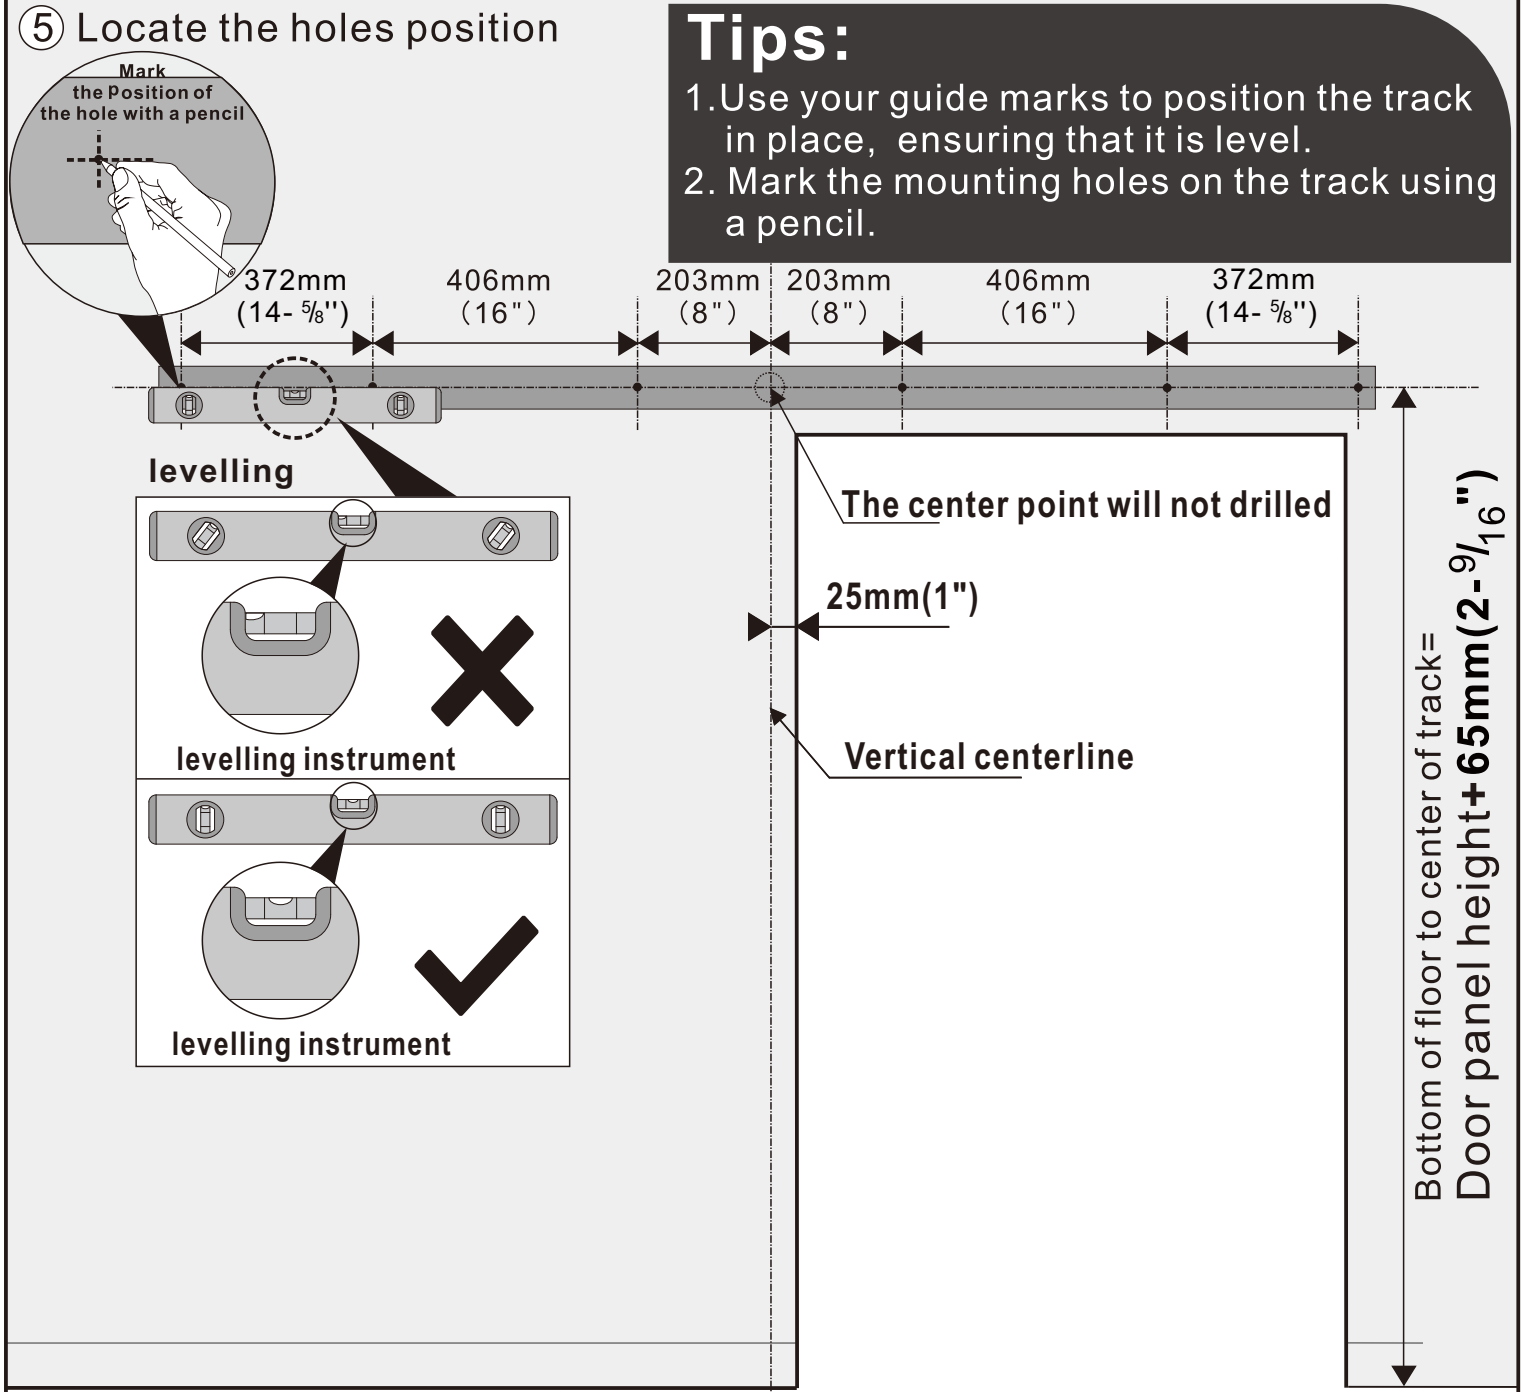 ⑤ Locate the holes position
Mark
the Position of
the hole with a pencil
Tips:
1.Use your guide marks to position the track
in place, ensuring that it is level.
2. Mark the mounting holes on the track using
a pencil.
372mm
(14- ⅝'')
406mm
(16")
203mm
(8")
203mm
(8")
406mm
(16")
372mm
(14- ⅝'')
levelling
The center point will not drilled
25mm(1")
levelling instrument
Vertical centerline
levelling instrument
Bottom of floor to center of track=
Door panel height+65mm(2-9/16")